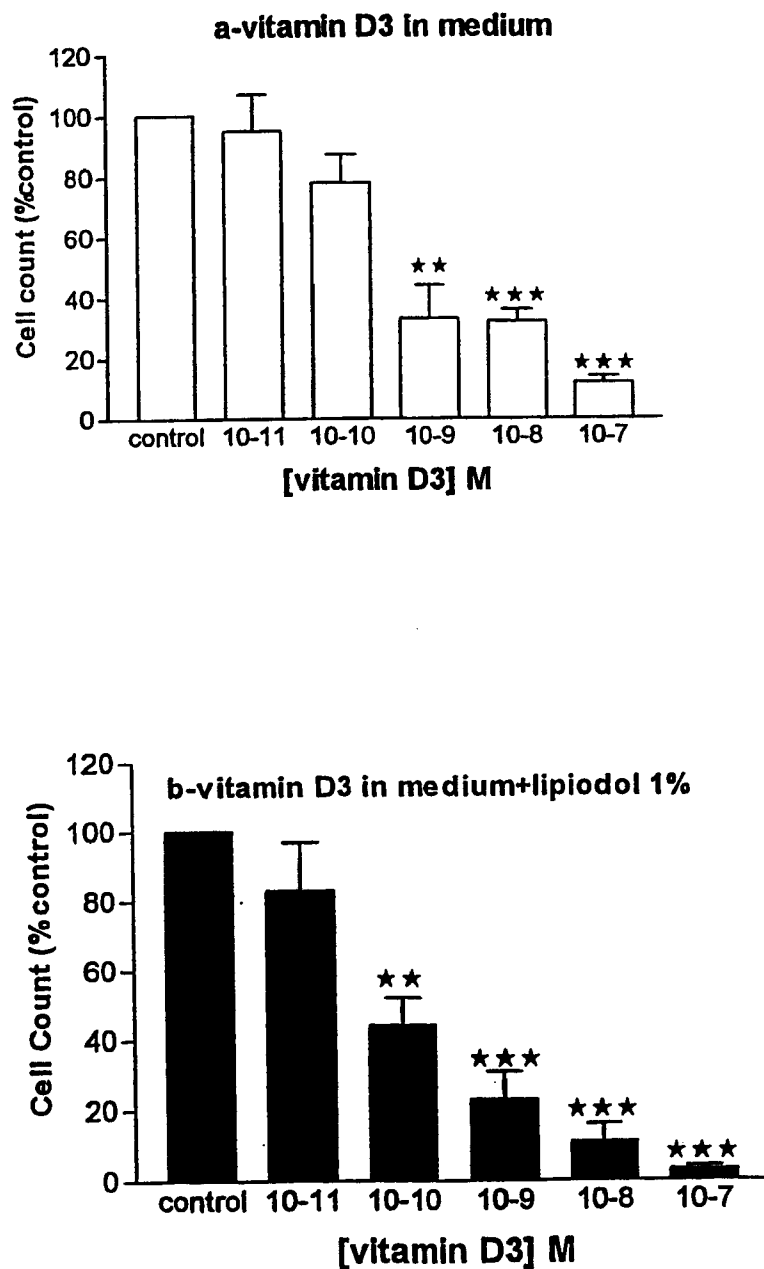 a-vitamin D3 in medium
120
100
80
60
40
20
0
Cell count (%control)
★★
★★★
★★★
control 10-11 10-10 10-9 10-8 10-7
[vitamin D3] M
b-vitamin D3 in medium+lipiodol 1%
120
100
80
60
40
20
0
Cell Count (%control)
★★
★★★
★★★
★★★
control 10-11 10-10 10-9 10-8 10-7
[vitamin D3] M